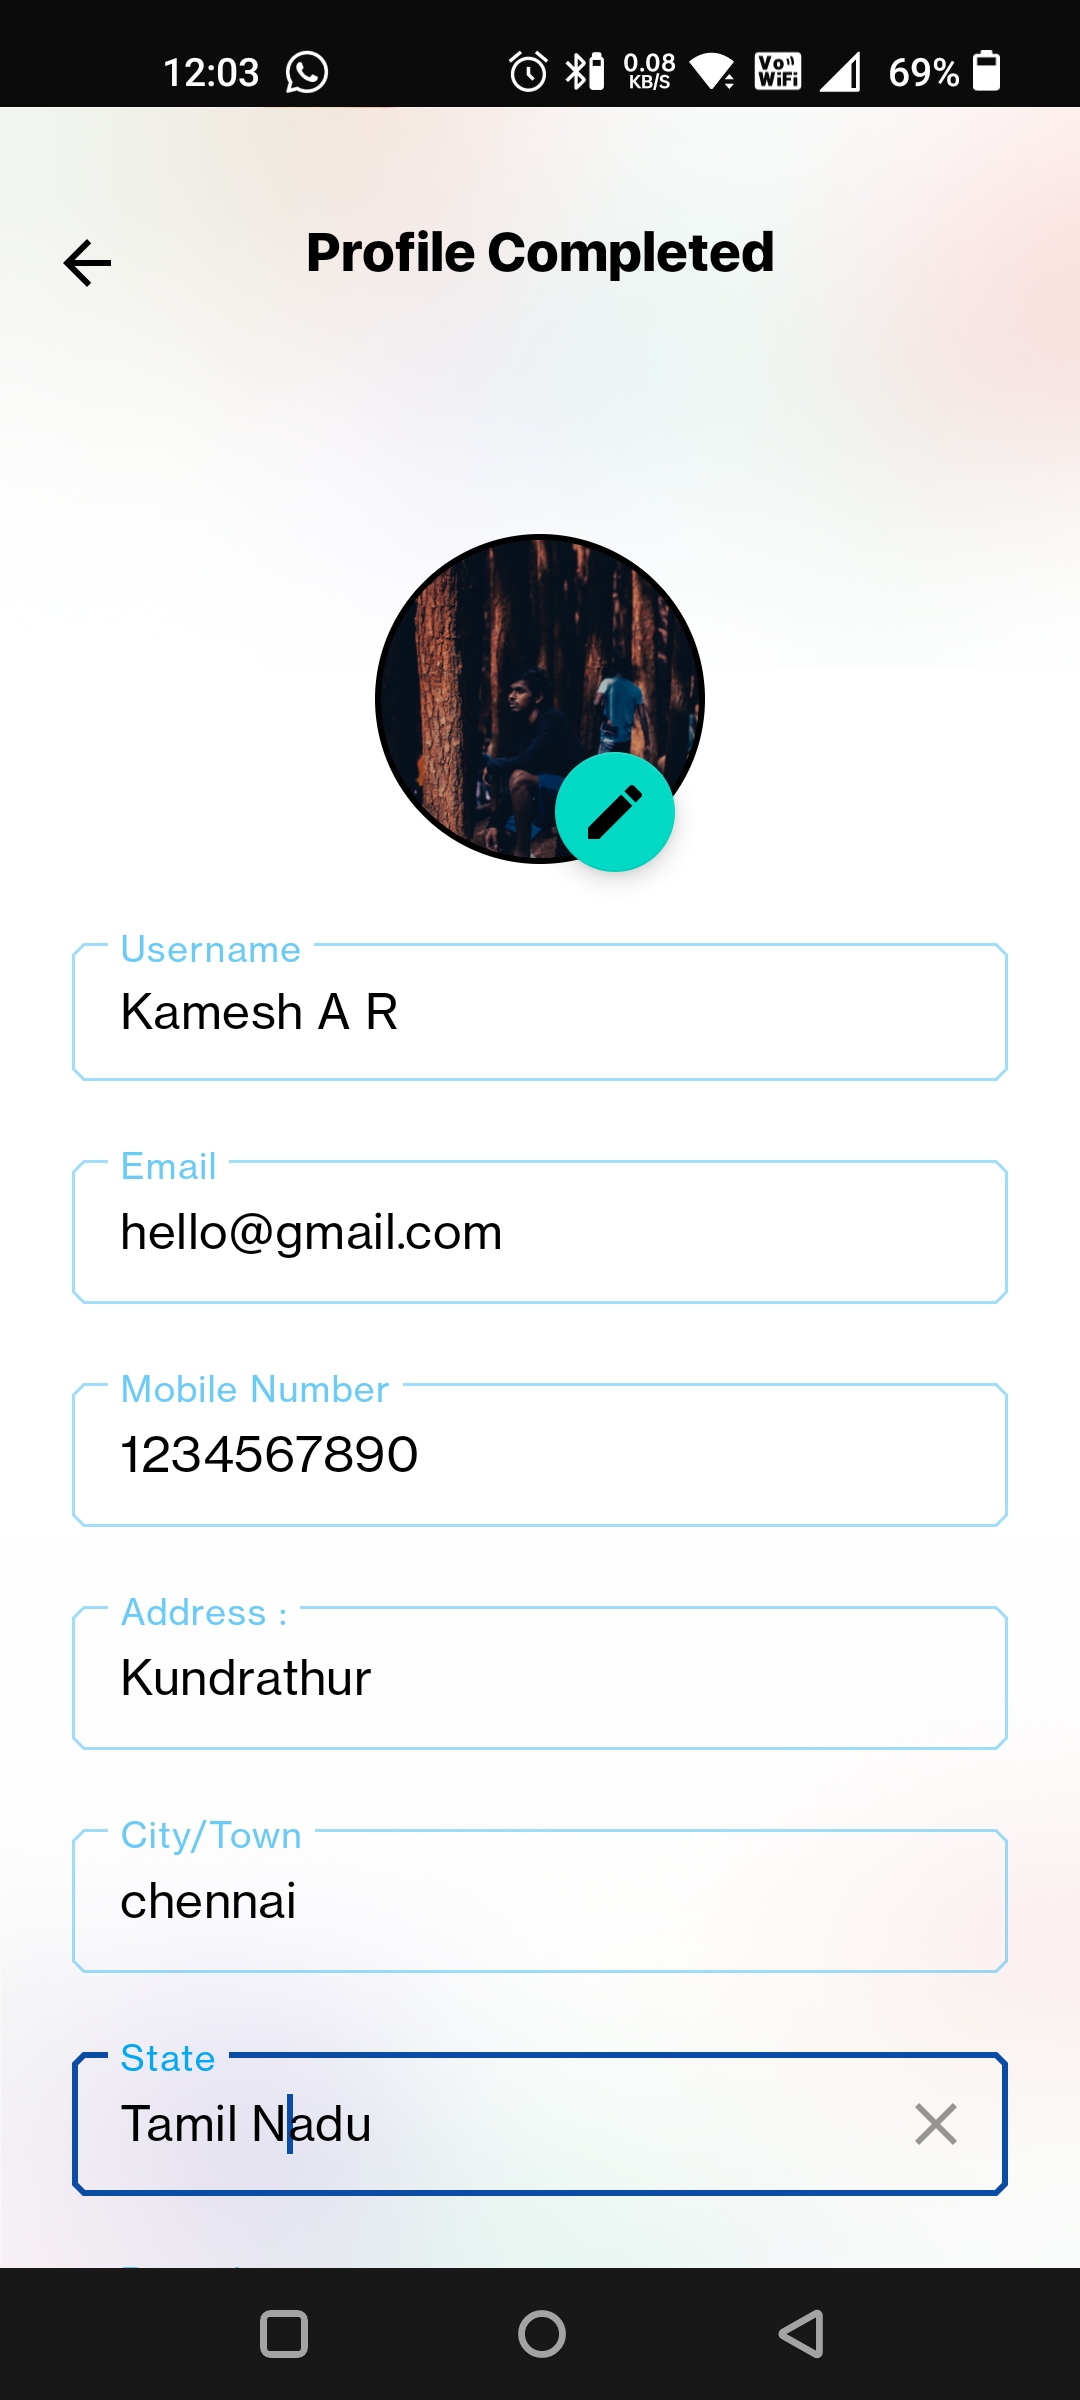 12:03 0.08 KB/S Vo WiFi 69%
Profile Completed
Username
Kamesh A R
Email
hello@gmail.com
Mobile Number
1234567890
Address :
Kundrathur
City/Town
chennai
State
Tamil Nadu